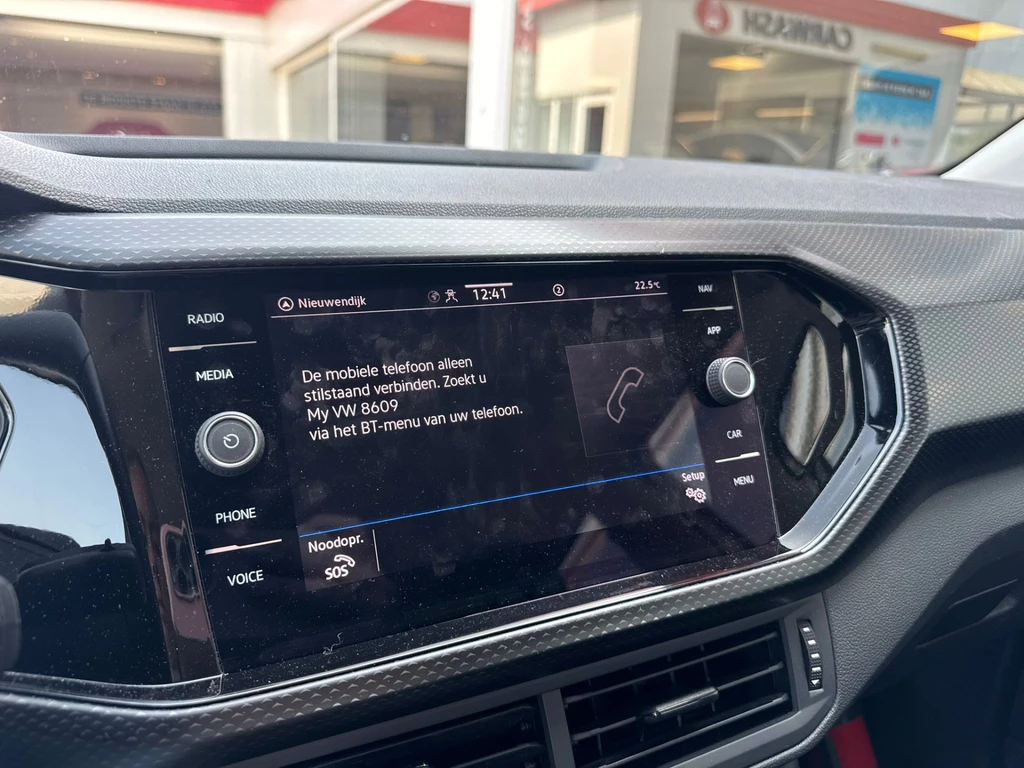 CARWASH
RADIO
MEDIA
PHONE
VOICE
Nieuwendijk
12:41
2
22.5°C
De mobiele telefoon alleen
stilstaand verbinden. Zoekt u
My VW 8609
via het BT-menu van uw telefoon.
Setup
Noodopr.
SOS
NAV
APP
CAR
MENU